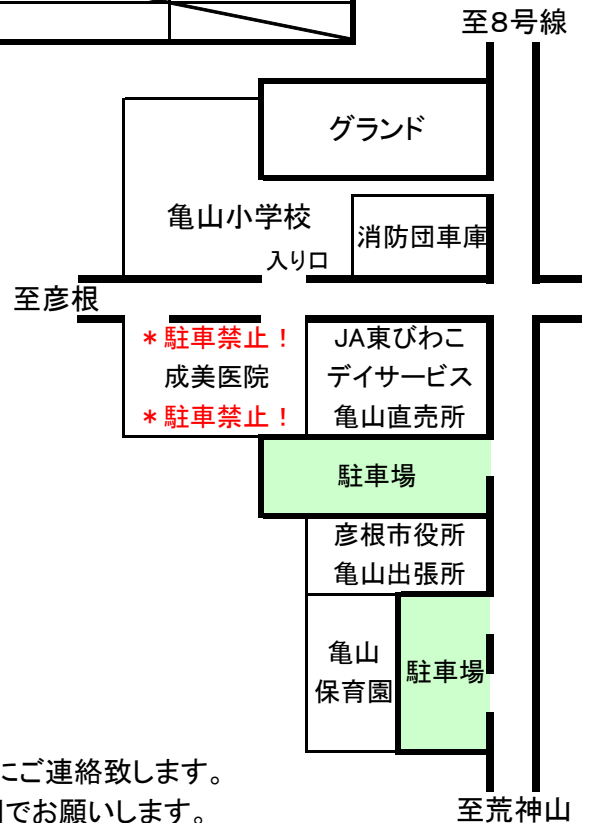 至8号線
グランド
亀山小学校
消防団車庫
入り口
至彦根
＊駐車禁止！
成美医院
＊駐車禁止！
JA東びわこ
デイサービス
亀山直売所
駐車場
彦根市役所
亀山出張所
亀山
保育園
駐車場
にご連絡致します。
でお願いします。
至荒神山